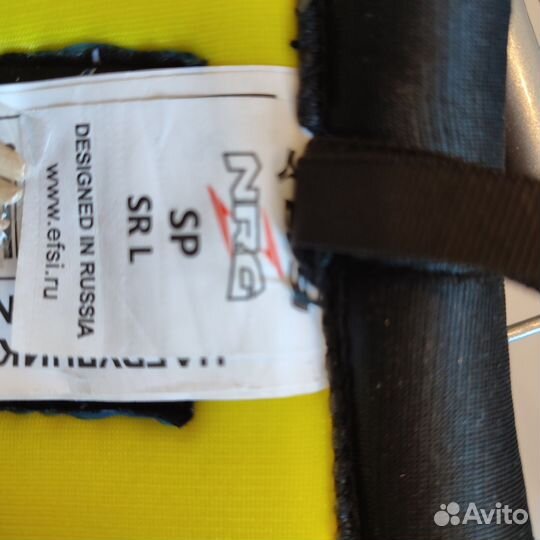 NRG
SP
SR L
DESIGNED IN RUSSIA
www.efsi.ru
Avito